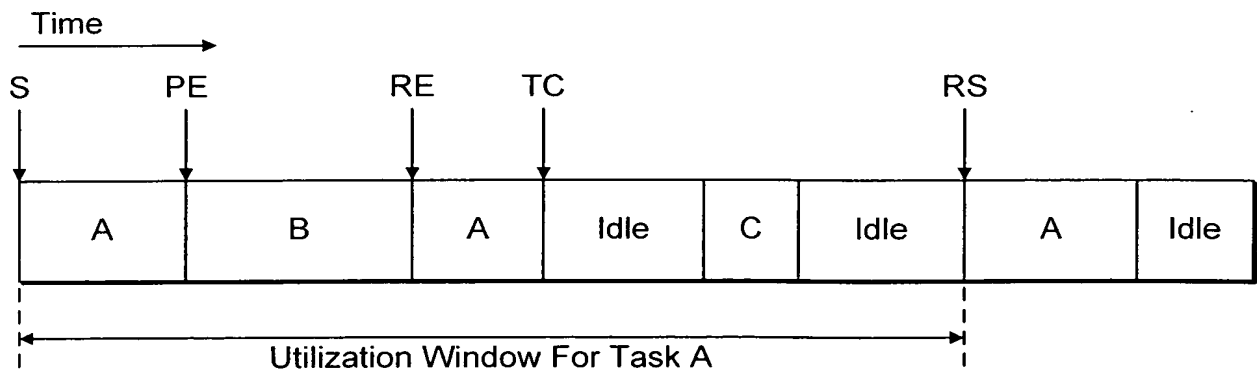 Time
S PE RE TC RS
A B A Idle C Idle A Idle
Utilization Window For Task A